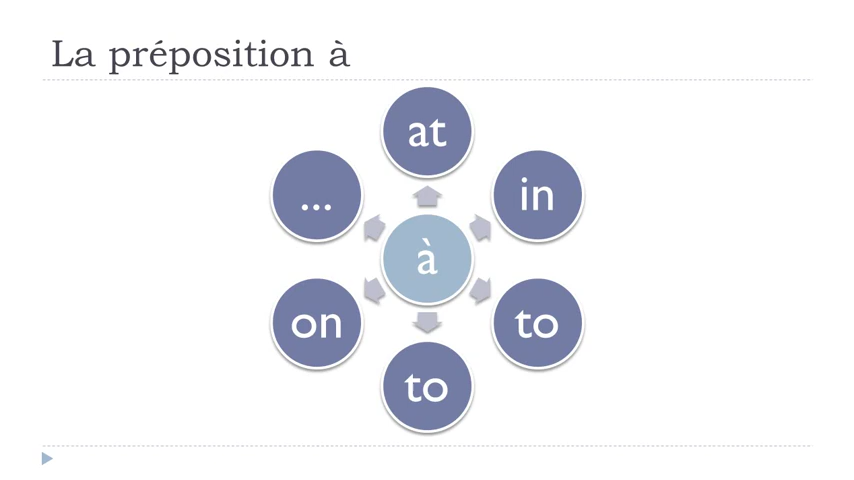 La préposition à
at
in
to
to
on
...
à